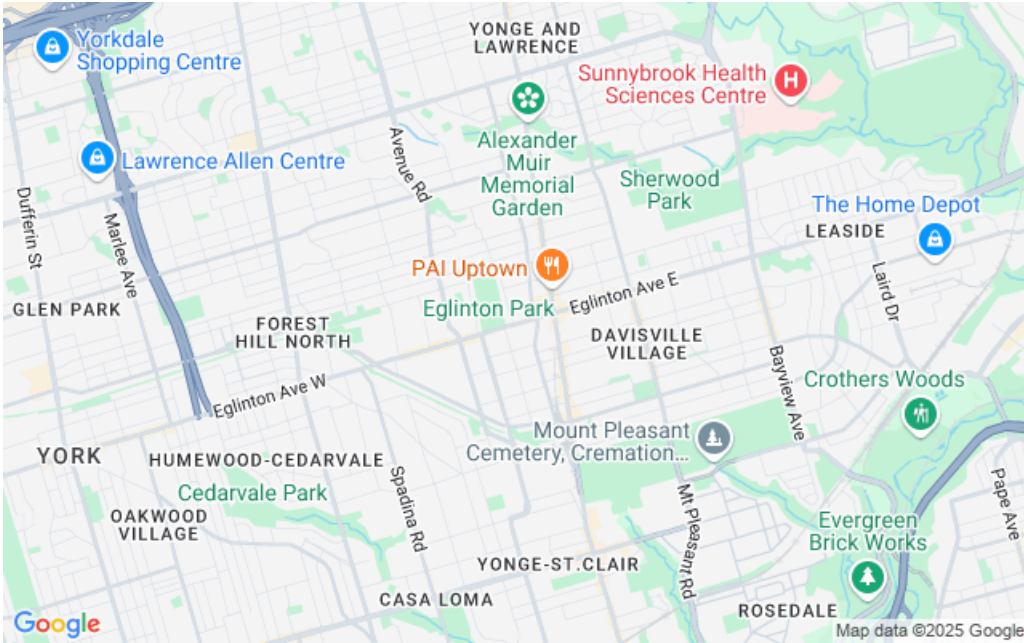 YONGE AND
LAWRENCE
Yorkdale
Shopping Centre
Sunnybrook Health
Sciences Centre
H
Alexander
Muir
Memorial
Garden
Lawrence Allen Centre
Avenue Rd
Sherwood
Park
Dufferin St
Marlee Ave
The Home Depot
LEASIDE
PAI Uptown
Laird Dr
Eglinton Ave E
GLEN PARK
Eglinton Park
FOREST
HILL NORTH
DAVISVILLE
VILLAGE
Bayview Ave
Crothers Woods
Eglinton Ave W
Mount Pleasant
Cemetery, Cremation...
YORK
HUMEWOOD-CEDARVALE
Cedarvale Park
Spadina Rd
Mt Pleasant Rd
Pape Ave
OAKWOOD
VILLAGE
Evergreen
Brick Works
YONGE-ST.CLAIR
CASA LOMA
ROSEDALE
Google
Map data ©2025 Google